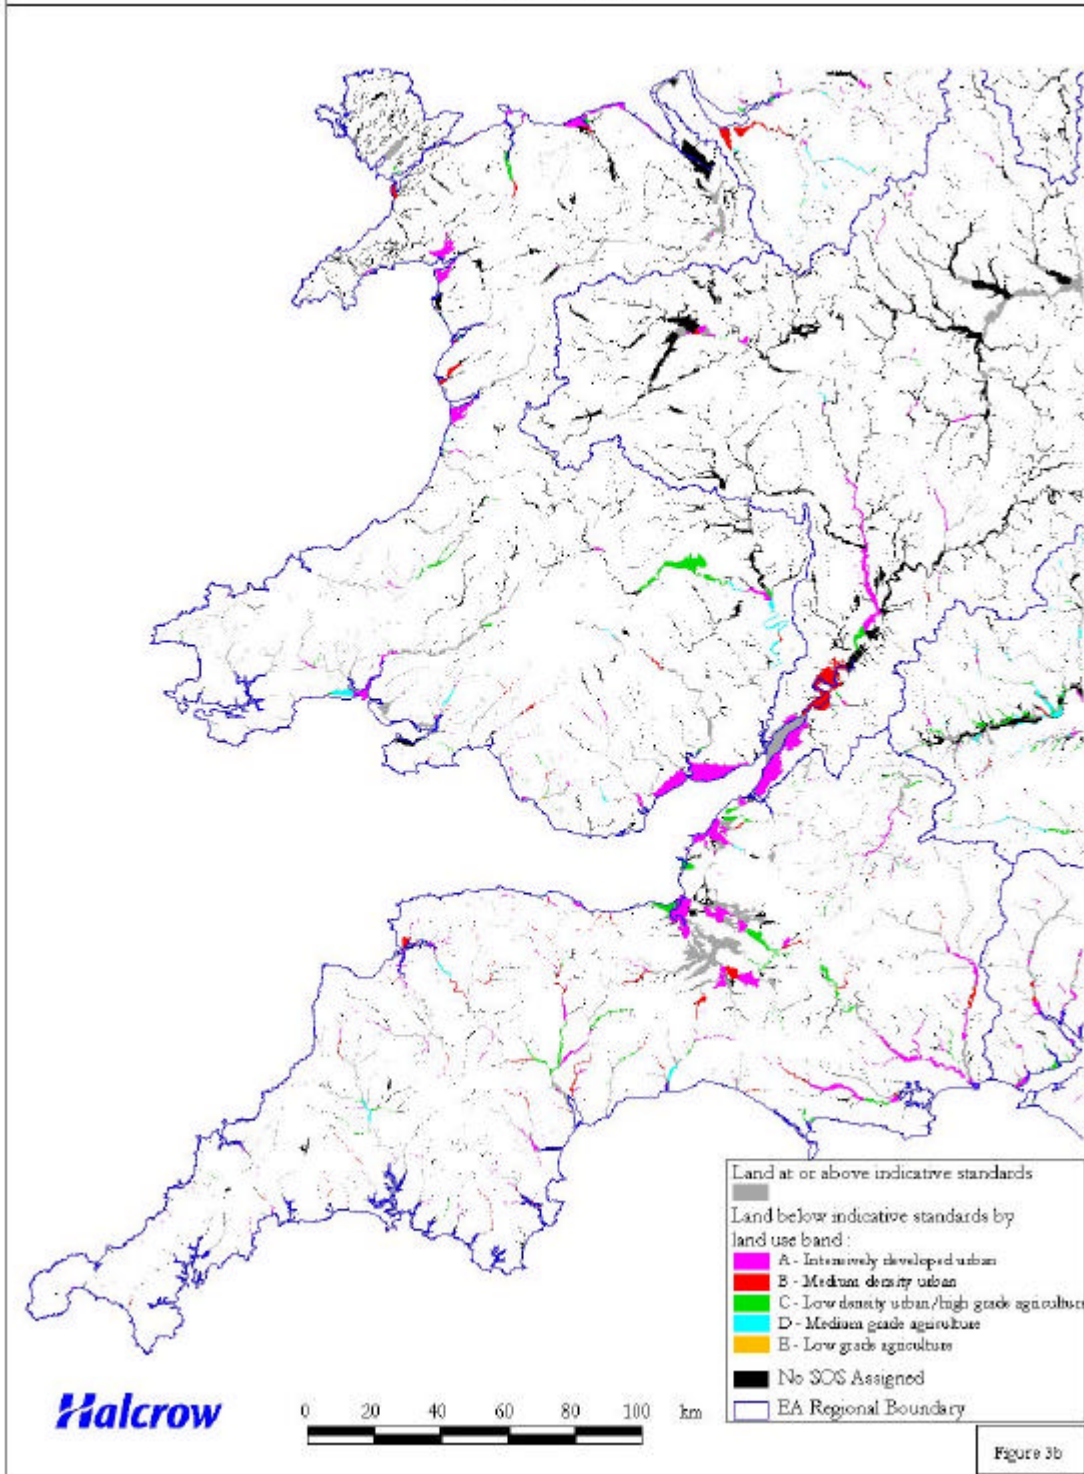 Land at or above indicative standards
Land below indicative standards by
land use band :
A - Intensively developed urban
B - Medium density urban
C - Low density urban/high grade agriculture
D - Medium grade agriculture
E - Low grade agriculture
No SOS Assigned
EA Regional Boundary
Halcrow
0 20 40 60 80 100 km
Figure 3b